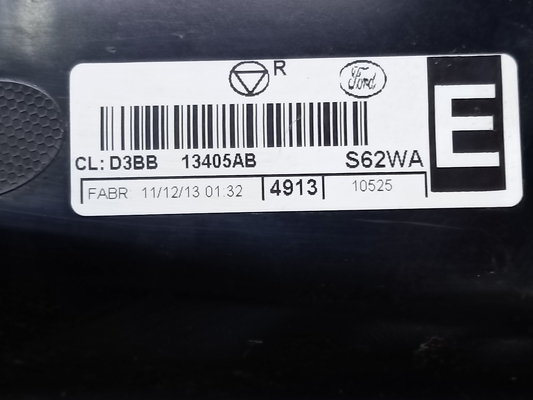 R Ford
E
CL: D3BB 13405AB S62WA
FABR: 11/12/13 01:32 4913 10525